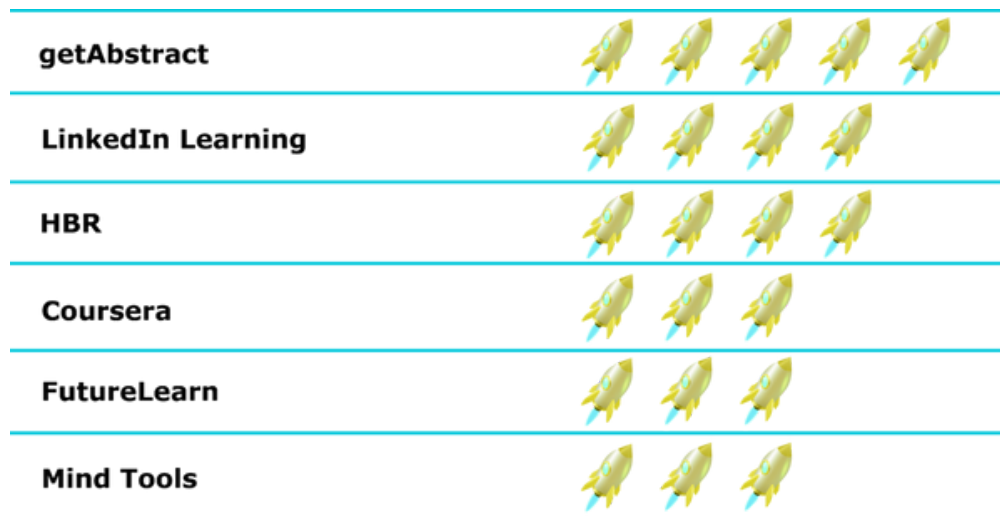 getAbstract
LinkedIn Learning
HBR
Coursera
FutureLearn
Mind Tools